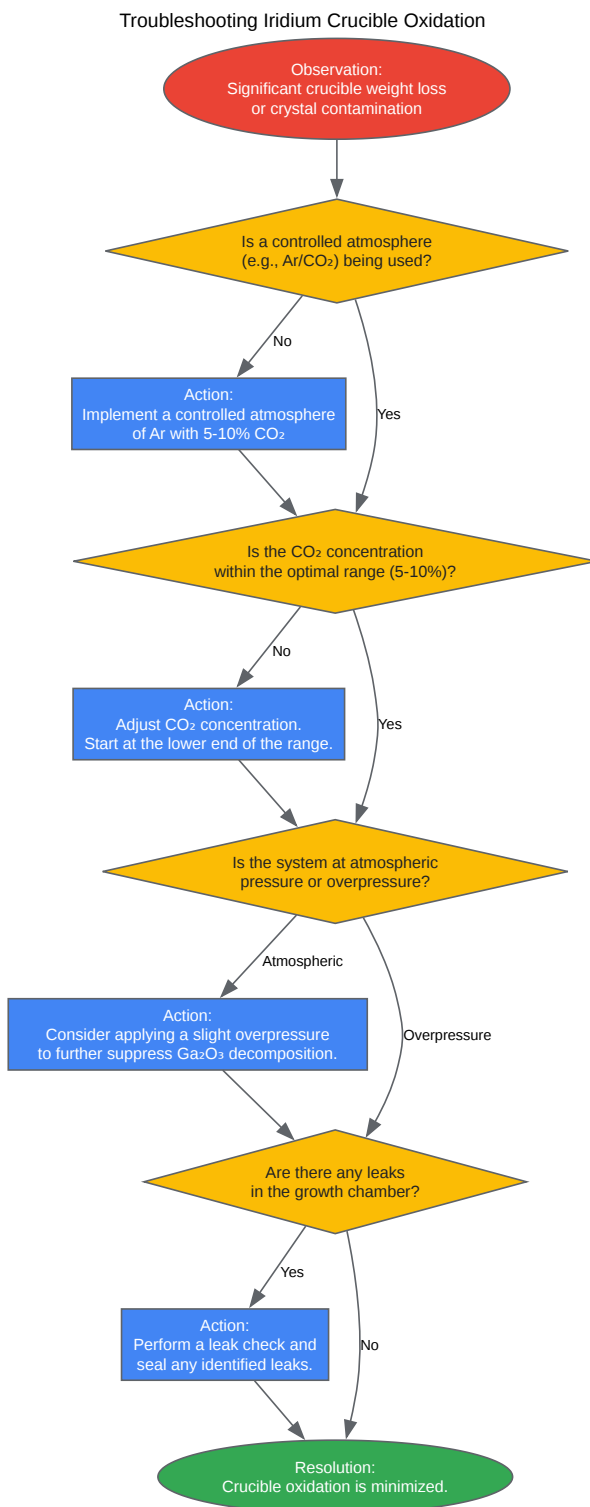 Troubleshooting Iridium Crucible Oxidation
Observation:
Significant crucible weight loss
or crystal contamination
Is a controlled atmosphere
(e.g., Ar/CO₂) being used?
No
Yes
Action:
Implement a controlled atmosphere
of Ar with 5-10% CO₂
Is the CO₂ concentration
within the optimal range (5-10%)?
No
Yes
Action:
Adjust CO₂ concentration.
Start at the lower end of the range.
Is the system at atmospheric
pressure or overpressure?
Atmospheric
Overpressure
Action:
Consider applying a slight overpressure
to further suppress Ga₂O₃ decomposition.
Are there any leaks
in the growth chamber?
Yes
No
Action:
Perform a leak check and
seal any identified leaks.
Resolution:
Crucible oxidation is minimized.